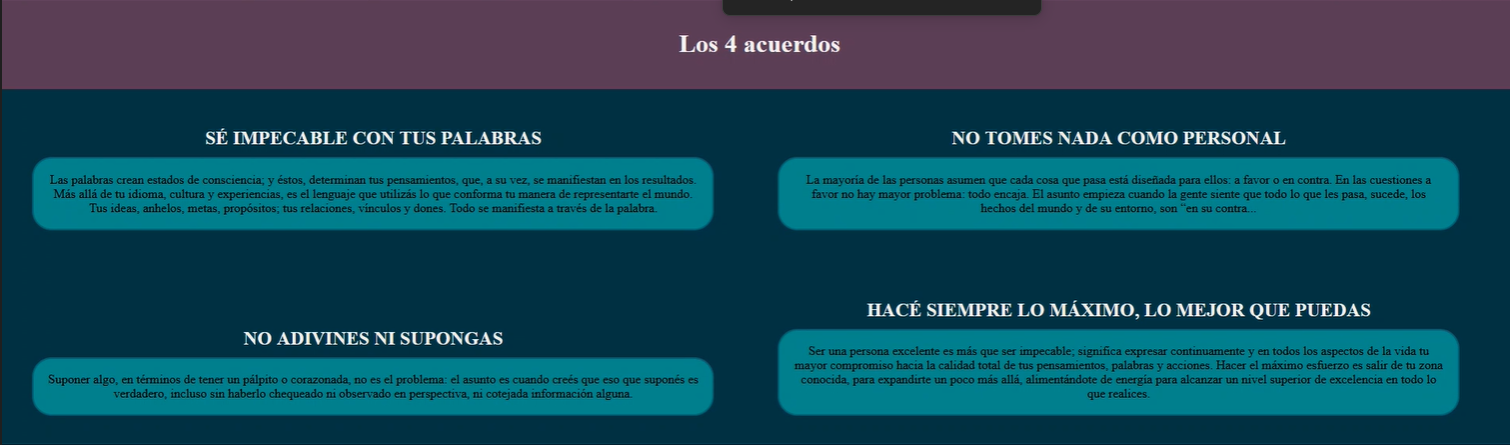 Los 4 acuerdos
SÉ IMPECABLE CON TUS PALABRAS
Las palabras crean estados de consciencia; y éstos, determinan tus pensamientos, que, a su vez, se manifiestan en los resultados.
Más allá de tu idioma, cultura y experiencias, es el lenguaje que utilizás lo que conforma tu manera de representarte el mundo.
Tus ideas, anhelos, metas, propósitos; tus relaciones, vínculos y dones. Todo se manifiesta a través de la palabra.
NO TOMES NADA COMO PERSONAL
La mayoría de las personas asumen que cada cosa que pasa está diseñada para ellos: a favor o en contra. En las cuestiones a
favor no hay mayor problema: todo encaja. El asunto empieza cuando la gente siente que todo lo que les pasa, sucede, los
hechos del mundo y de su entorno, son “en su contra...
NO ADIVINES NI SUPONGAS
Suponer algo, en términos de tener un pálpito o corazonada, no es el problema: el asunto es cuando creés que eso que suponés es
verdadero, incluso sin haberlo chequeado ni observado en perspectiva, ni cotejada información alguna.
HACÉ SIEMPRE LO MÁXIMO, LO MEJOR QUE PUEDAS
Ser una persona excelente es más que ser impecable; significa expresar continuamente y en todos los aspectos de la vida tu
mayor compromiso hacia la calidad total de tus pensamientos, palabras y acciones. Hacer el máximo esfuerzo es salir de tu zona
conocida, para expandirte un poco más allá, alimentándote de energía para alcanzar un nivel superior de excelencia en todo lo
que realices.